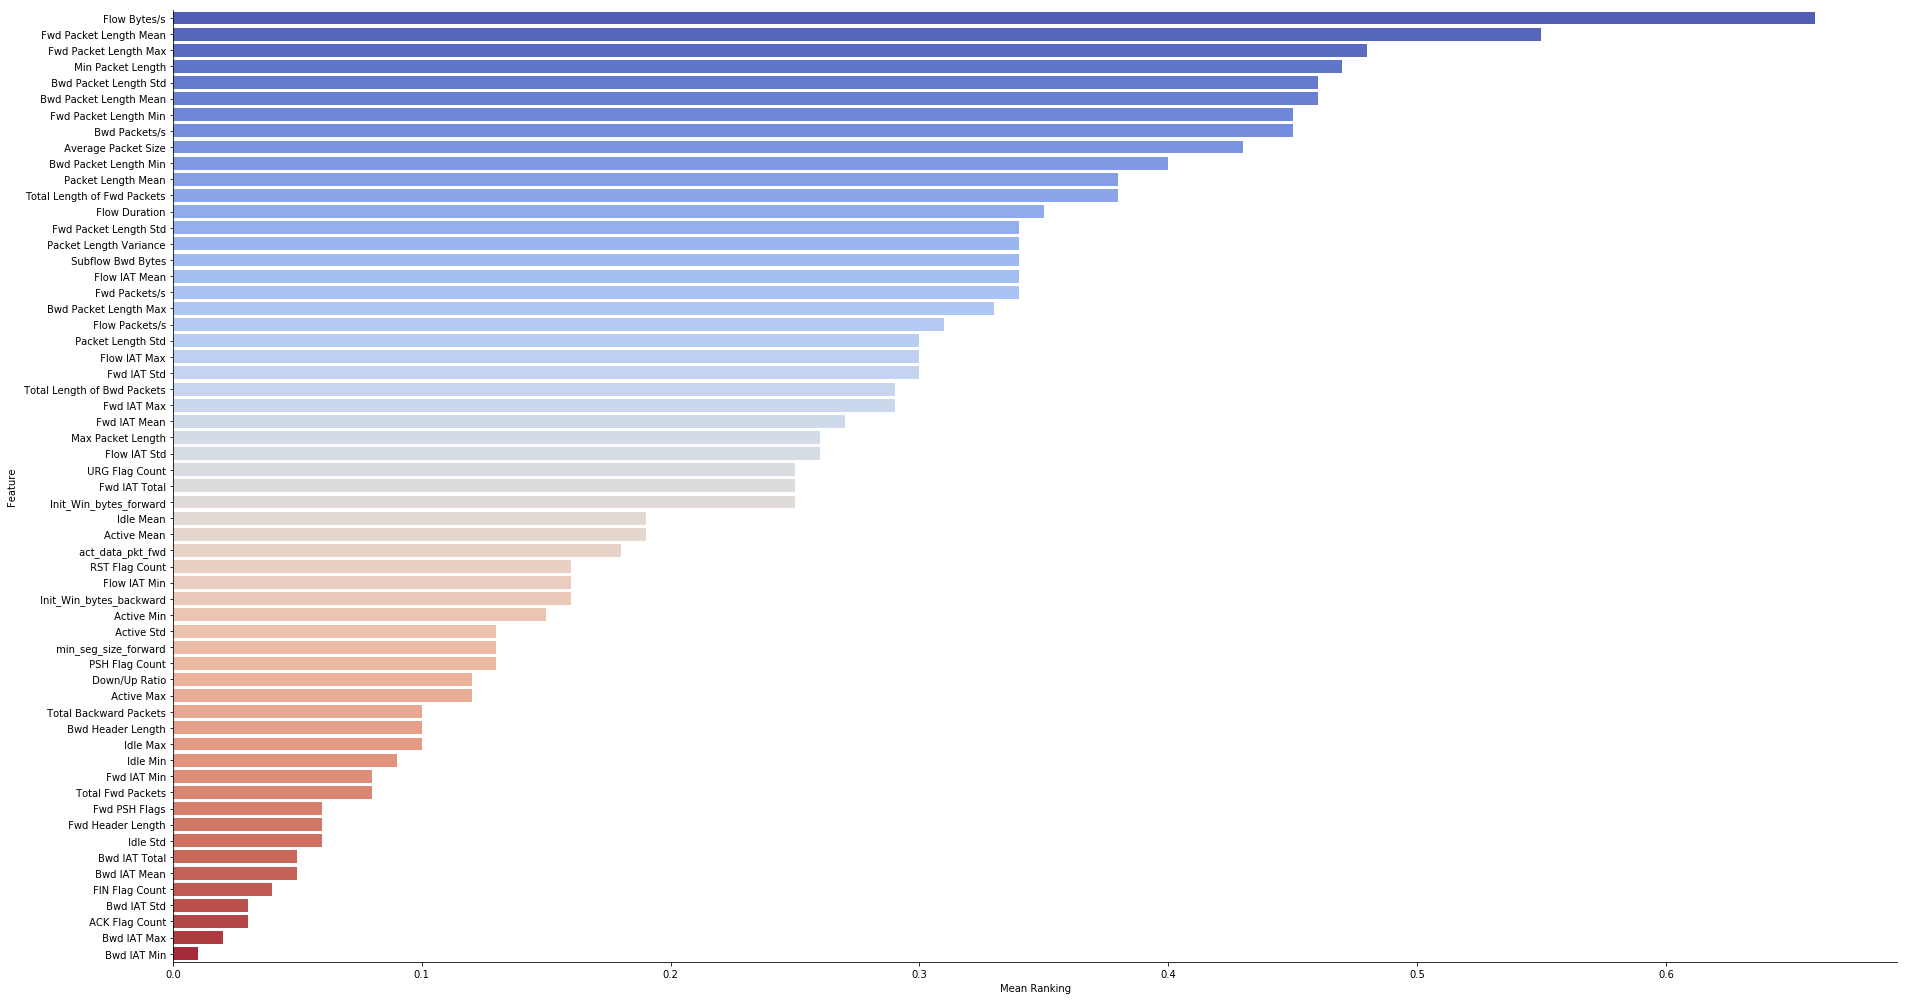 Flow Bytes/s
Fwd Packet Length Mean
Fwd Packet Length Max
Min Packet Length
Bwd Packet Length Std
Bwd Packet Length Mean
Fwd Packet Length Min
Bwd Packets/s
Average Packet Size
Bwd Packet Length Min
Packet Length Mean
Total Length of Fwd Packets
Flow Duration
Fwd Packet Length Std
Packet Length Variance
Subflow Bwd Bytes
Flow IAT Mean
Fwd Packets/s
Bwd Packet Length Max
Flow Packets/s
Packet Length Std
Flow IAT Max
Fwd IAT Std
Total Length of Bwd Packets
Fwd IAT Max
Fwd IAT Mean
Max Packet Length
Flow IAT Std
URG Flag Count
Fwd IAT Total
Init_Win_bytes_forward
Idle Mean
Active Mean
act_data_pkt_fwd
RST Flag Count
Flow IAT Min
Init_Win_bytes_backward
Active Min
Active Std
min_seg_size_forward
PSH Flag Count
Down/Up Ratio
Active Max
Total Backward Packets
Bwd Header Length
Idle Max
Idle Min
Fwd IAT Min
Total Fwd Packets
Fwd PSH Flags
Fwd Header Length
Idle Std
Bwd IAT Total
Bwd IAT Mean
FIN Flag Count
Bwd IAT Std
ACK Flag Count
Bwd IAT Max
Bwd IAT Min
Feature
0.0 0.1 0.2 0.3 0.4 0.5 0.6
Mean Ranking